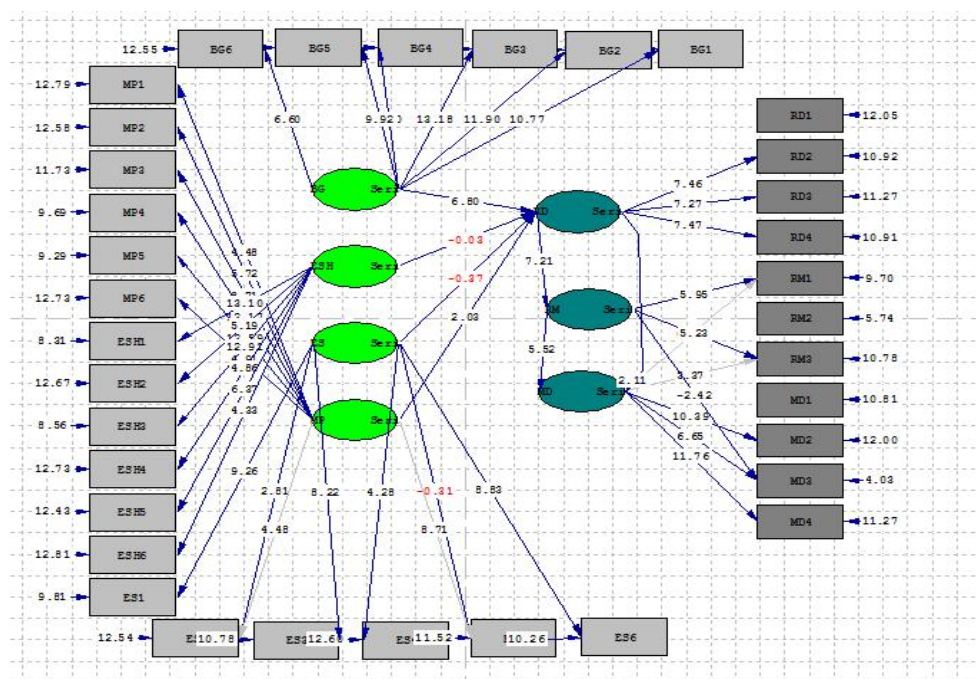 12.55 BG6 BG5 BG4 BG3 BG2 BG1
12.79 MP1
12.58 MP2
11.73 MP3
9.69 MP4
9.29 MP5
12.73 MP6
8.31 ESH1
12.67 ESH2
8.56 ESH3
12.73 ESH4
12.43 ESH5
12.81 ESH6
9.81 ES1
6.60 9.92 13.18 11.90 10.77
BG
ESH
ES
MP
6.80
-0.03
-0.37
2.03
4.48
13.10
5.19
12.91
4.86
6.37
4.33
9.26
2.81 8.22 4.28 -0.31 8.83
4.48 8.71
RD
7.21
RM
5.52
MD
7.46
7.27
7.47
5.95
5.23
3.37
2.11
-2.42
10.39
6.65
11.76
RD1 12.05
RD2 10.92
RD3 11.27
RD4 10.91
RM1 9.70
RM2 5.74
RM3 10.78
MD1 10.81
MD2 12.00
MD3 4.03
MD4 11.27
12.54 10.78 11.52 10.26 ES6